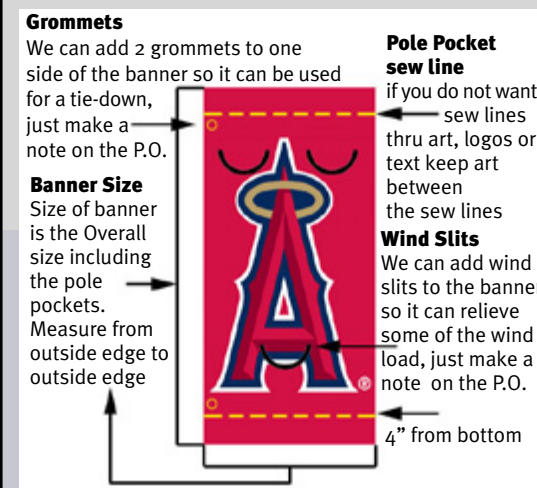 Grommets
We can add 2 grommets to one
side of the banner so it can be used
for a tie-down,
just make a
note on the P.O.
Banner Size
Size of banner
is the Overall
size including
the pole
pockets.
Measure from
outside edge to
outside edge
A
®
Pole Pocket
sew line
if you do not want
sew lines
thru art, logos or
text keep art
between
the sew lines
Wind Slits
We can add wind
slits to the banner
so it can relieve
some of the wind
load, just make a
note on the P.O.
4" from bottom